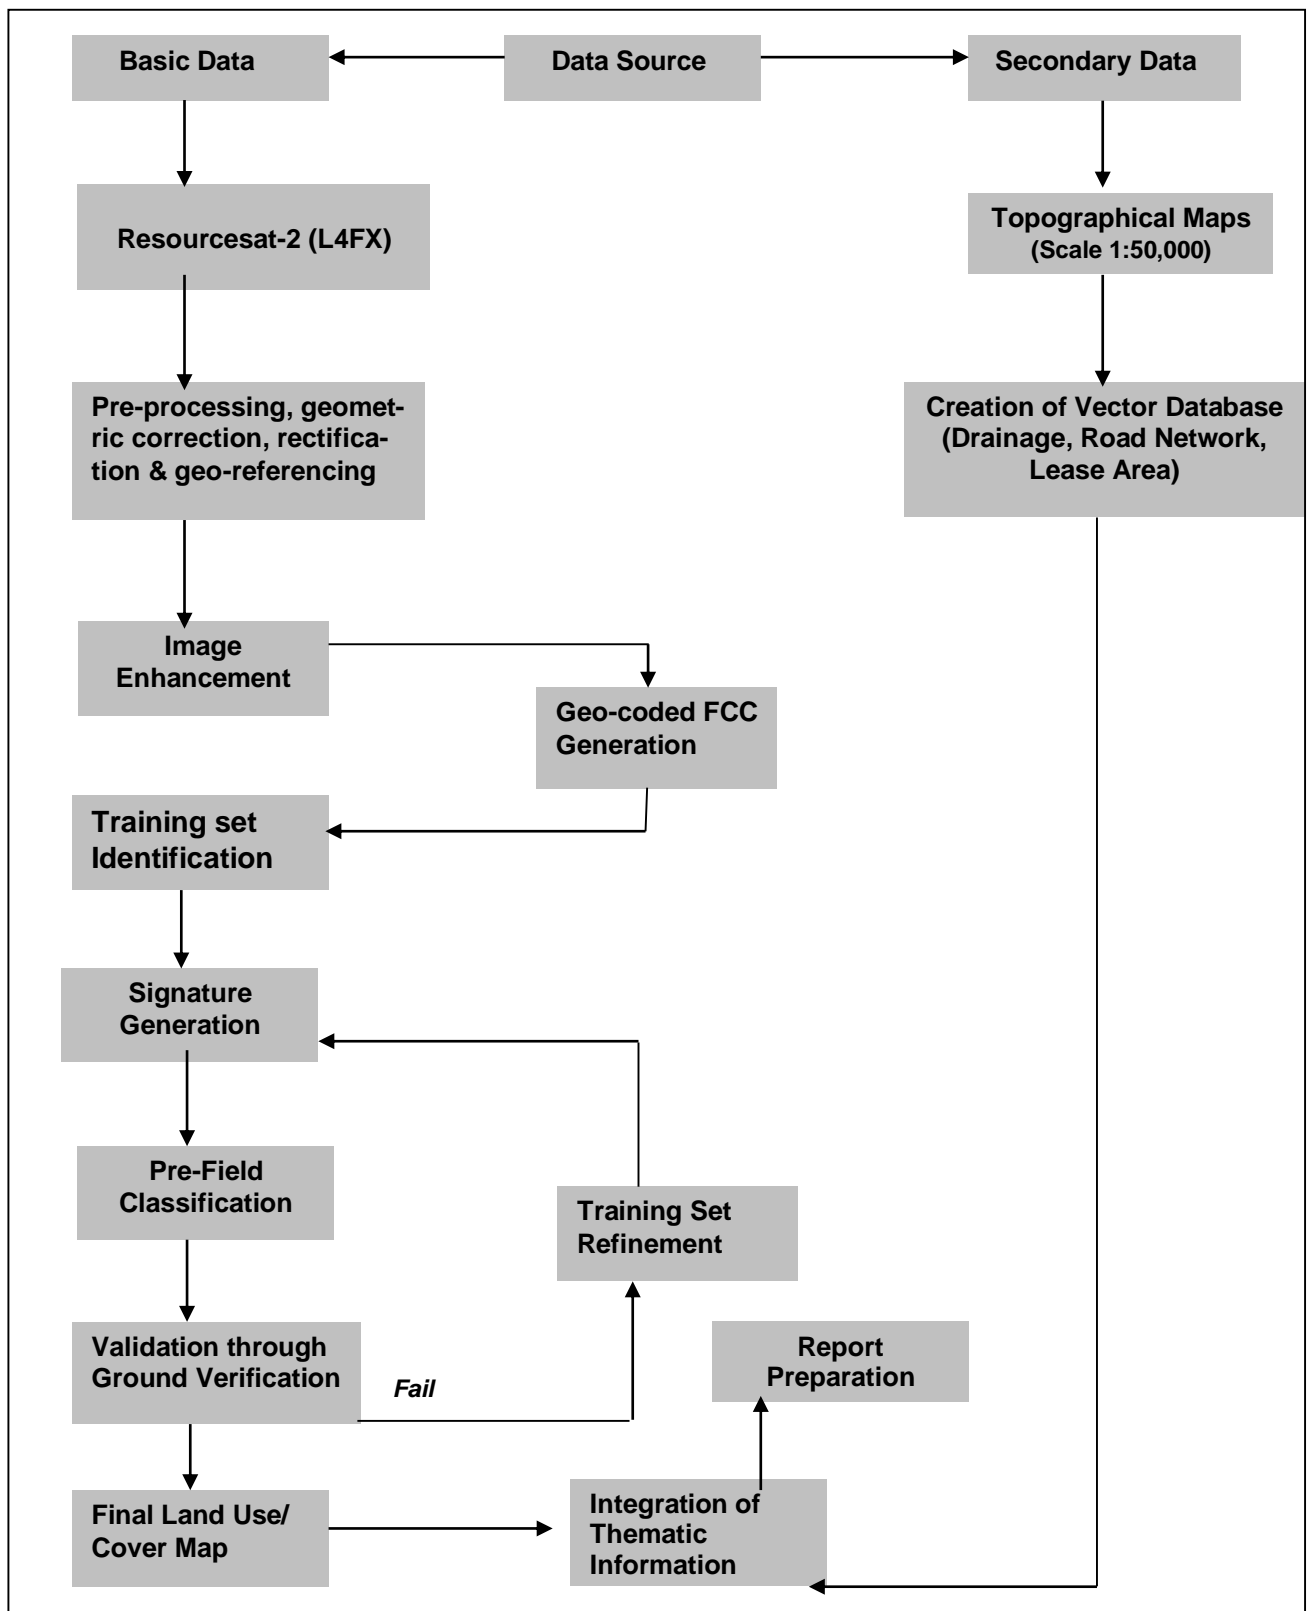 Basic Data
Data Source
Secondary Data
Resourcesat-2 (L4FX)
Topographical Maps
(Scale 1:50,000)
Pre-processing, geomet-
ric correction, rectifica-
tion & geo-referencing
Creation of Vector Database
(Drainage, Road Network,
Lease Area)
Image
Enhancement
Geo-coded FCC
Generation
Training set
Identification
Signature
Generation
Pre-Field
Classification
Training Set
Refinement
Validation through
Ground Verification
Fail
Report
Preparation
Final Land Use/
Cover Map
Integration of
Thematic
Information